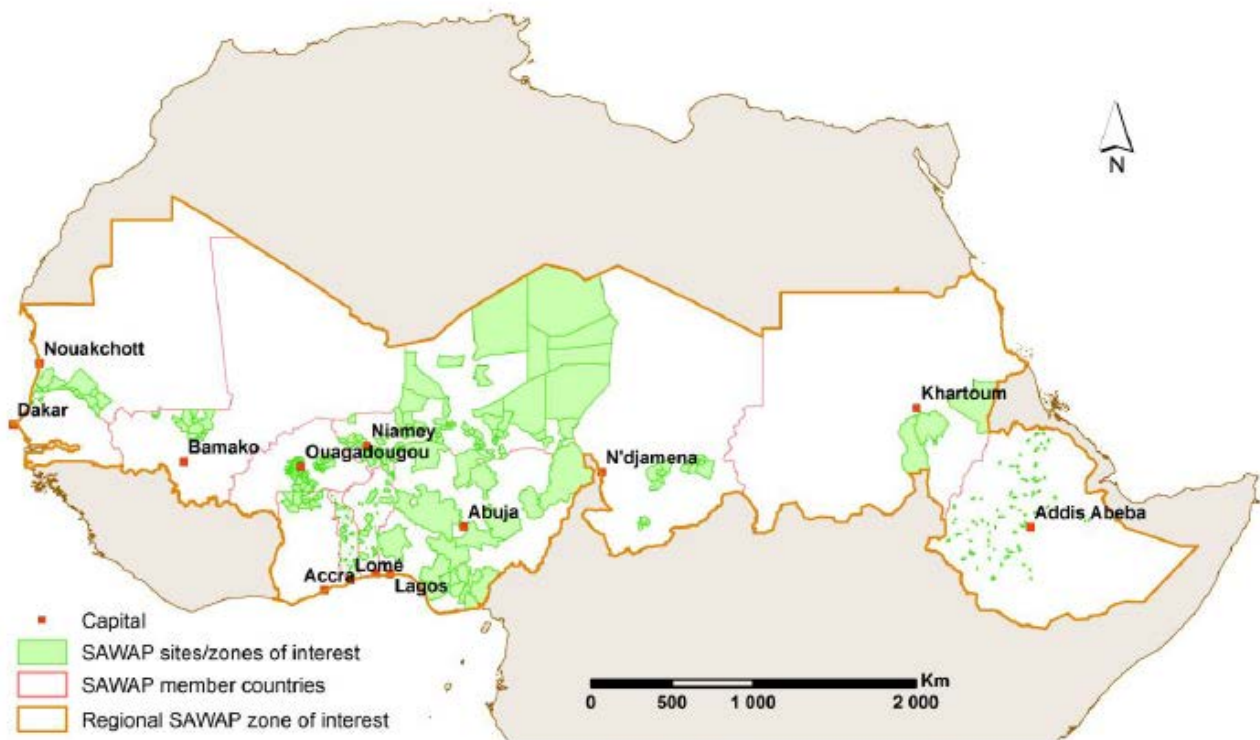 N
Nouakchott
Dakar
Bamako
Niamey
Ouagadougou
N'djamena
Khartoum
Abuja
Addis Abeba
Accra
Lomé
Lagos
Capital
SAWAP sites/zones of interest
SAWAP member countries
Regional SAWAP zone of interest
Km
0 500 1 000 2 000